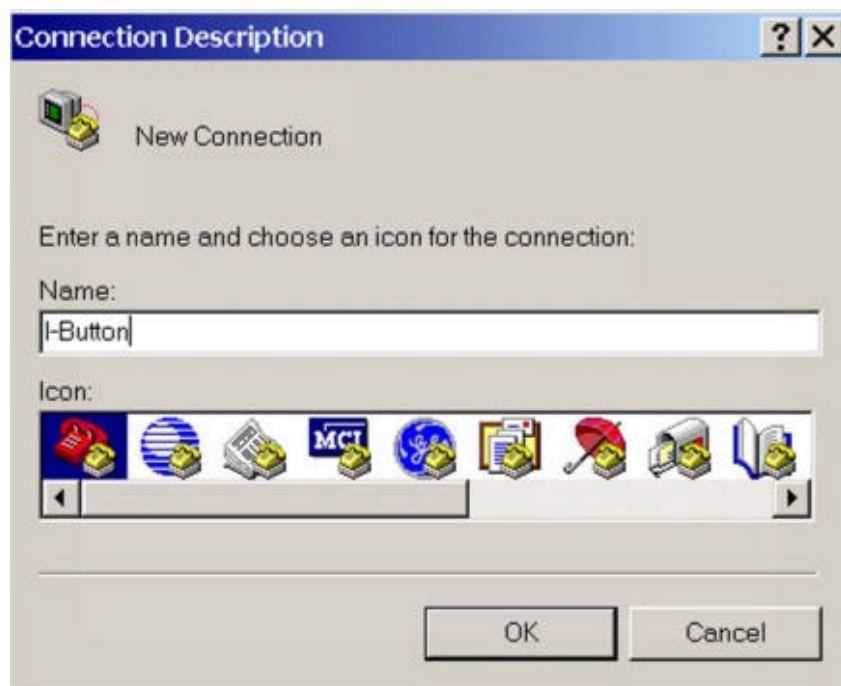 Connection Description
New Connection
Enter a name and choose an icon for the connection:
Name:
I-Button
Icon:
MCI
OK
Cancel